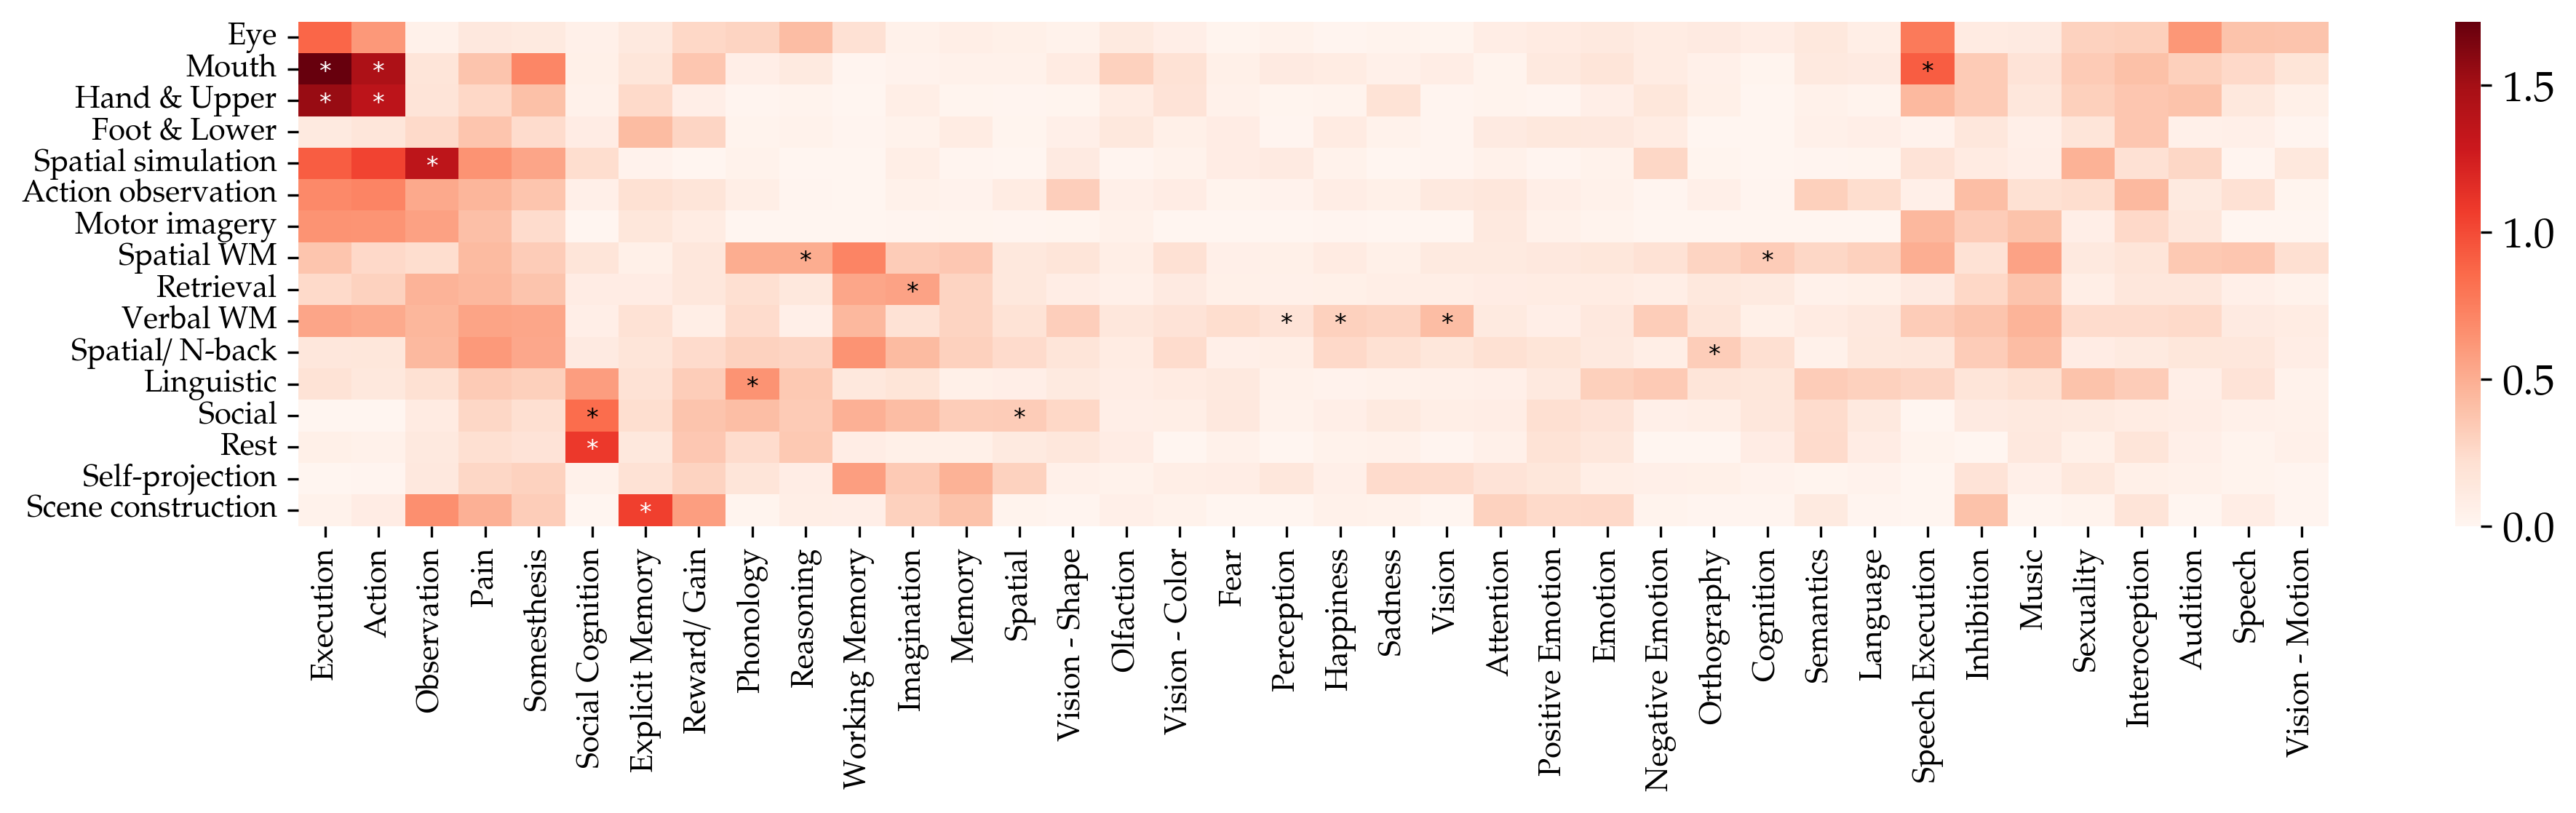 Eye
Mouth * * *
Hand & Upper * *
Foot & Lower
Spatial simulation *
Action observation
Motor imagery
Spatial WM * *
Retrieval *
Verbal WM * * *
Spatial/ N-back *
Linguistic *
Social * *
Rest *
Self-projection
Scene construction *
Execution
Action
Observation
Pain
Somesthesis
Social Cognition
Explicit Memory
Reward/ Gain
Phonology
Reasoning
Working Memory
Imagination
Memory
Spatial
Vision - Shape
Olfaction
Vision - Color
Fear
Perception
Happiness
Sadness
Vision
Attention
Positive Emotion
Emotion
Negative Emotion
Orthography
Cognition
Semantics
Language
Speech Execution
Inhibition
Music
Sexuality
Interoception
Audition
Speech
Vision - Motion
1.5
1.0
0.5
0.0